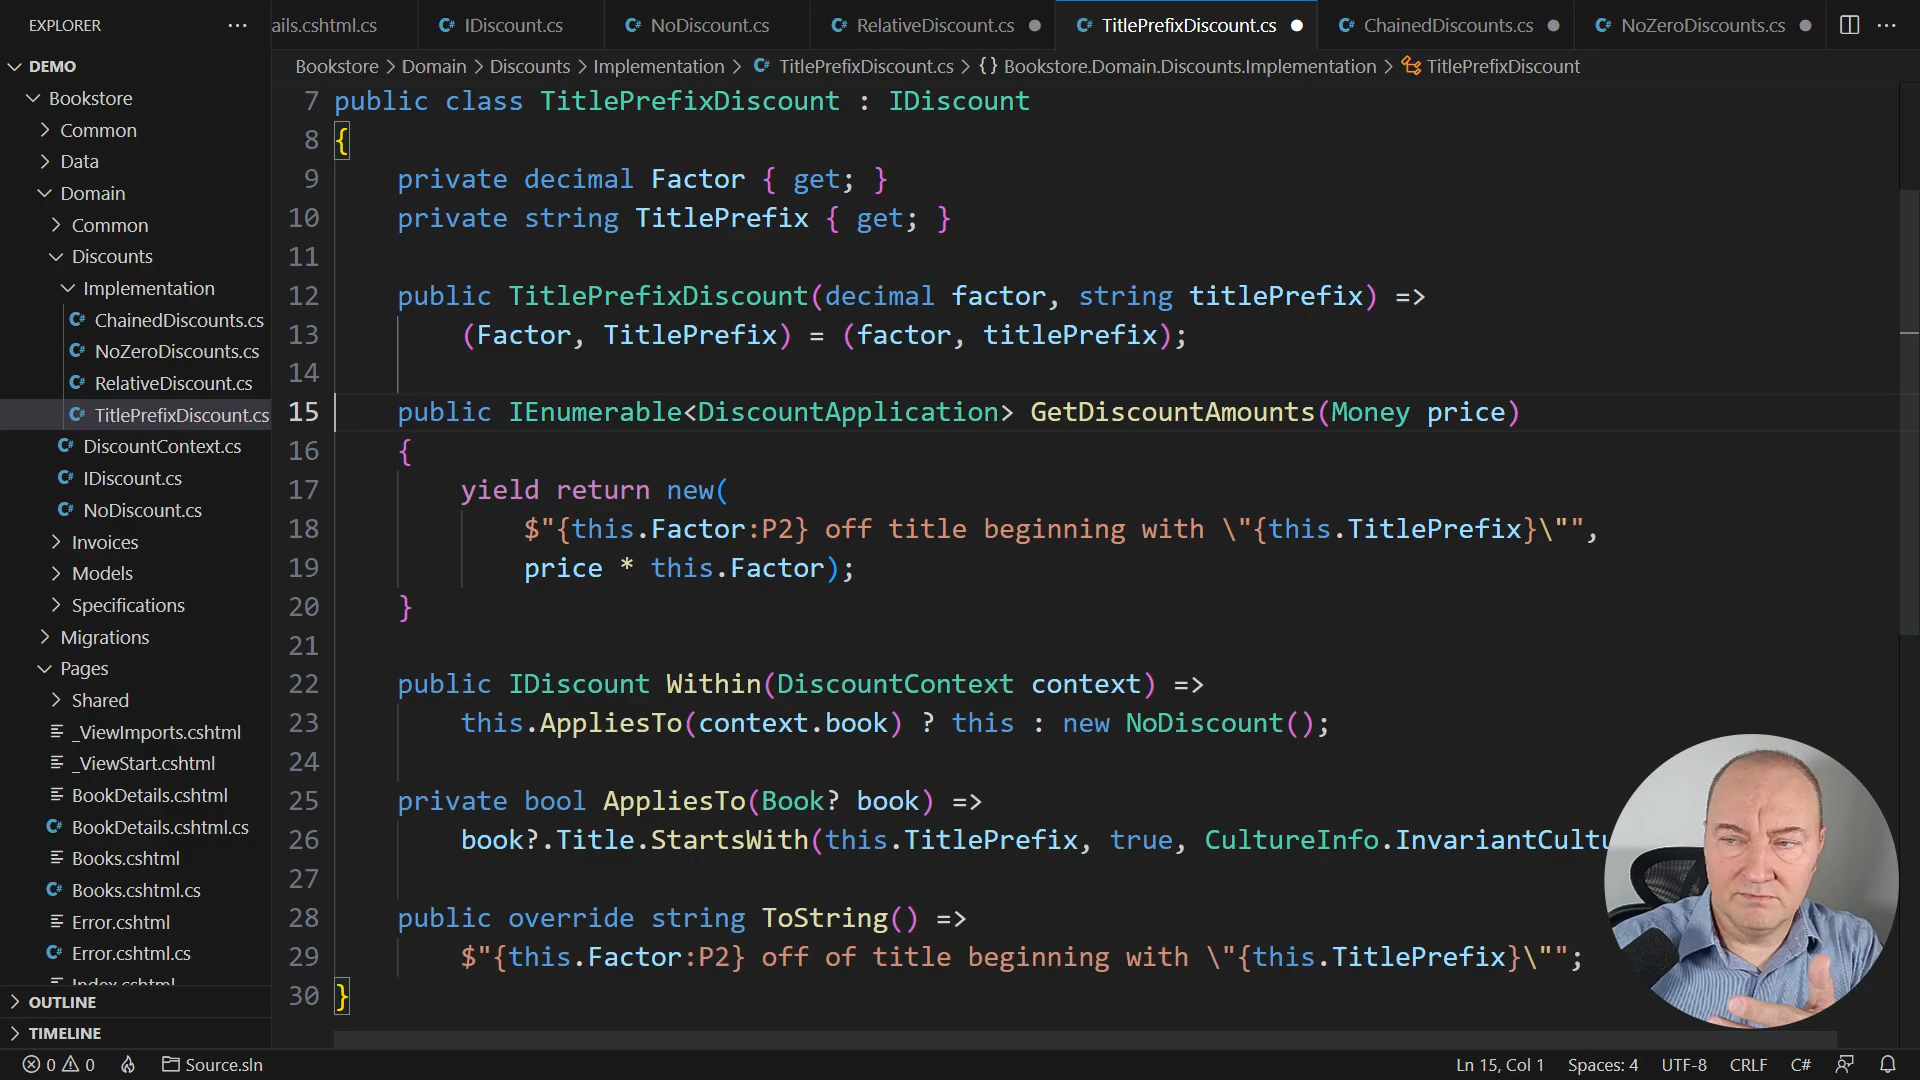 EXPLORER
ails.cshtml.cs
IDiscount.cs
NoDiscount.cs
RelativeDiscount.cs
TitlePrefixDiscount.cs
ChainedDiscounts.cs
NoZeroDiscounts.cs
Bookstore > Domain > Discounts > Implementation > TitlePrefixDiscount.cs > {} Bookstore.Domain.Discounts.Implementation > TitlePrefixDiscount
DEMO
Bookstore
Common
Data
Domain
Common
Discounts
Implementation
ChainedDiscounts.cs
NoZeroDiscounts.cs
RelativeDiscount.cs
TitlePrefixDiscount.cs
DiscountContext.cs
IDiscount.cs
NoDiscount.cs
Invoices
Models
Specifications
Migrations
Pages
Shared
_ViewImports.cshtml
_ViewStart.cshtml
BookDetails.cshtml
BookDetails.cshtml.cs
Books.cshtml
Books.cshtml.cs
Error.cshtml
Error.cshtml.cs
Index.cshtml
OUTLINE
TIMELINE
7 public class TitlePrefixDiscount : IDiscount
8 {
9 private decimal Factor { get; }
10 private string TitlePrefix { get; }
11
12 public TitlePrefixDiscount(decimal factor, string titlePrefix) =>
13 (Factor, TitlePrefix) = (factor, titlePrefix);
14
15 public IEnumerable<DiscountApplication> GetDiscountAmounts(Money price)
16 {
17 yield return new(
18 $"{this.Factor:P2} off title beginning with \"{this.TitlePrefix}\"",
19 price * this.Factor);
20 }
21
22 public IDiscount Within(DiscountContext context) =>
23 this.AppliesTo(context.book) ? this : new NoDiscount();
24
25 private bool AppliesTo(Book? book) =>
26 book?.Title.StartsWith(this.TitlePrefix, true, CultureInfo.InvariantCultu
27
28 public override string ToString() =>
29 $"{this.Factor:P2} off of title beginning with \"{this.TitlePrefix}\"";
30 }
0 0 Source.sln Ln 15, Col 1 Spaces: 4 UTF-8 CRLF C#